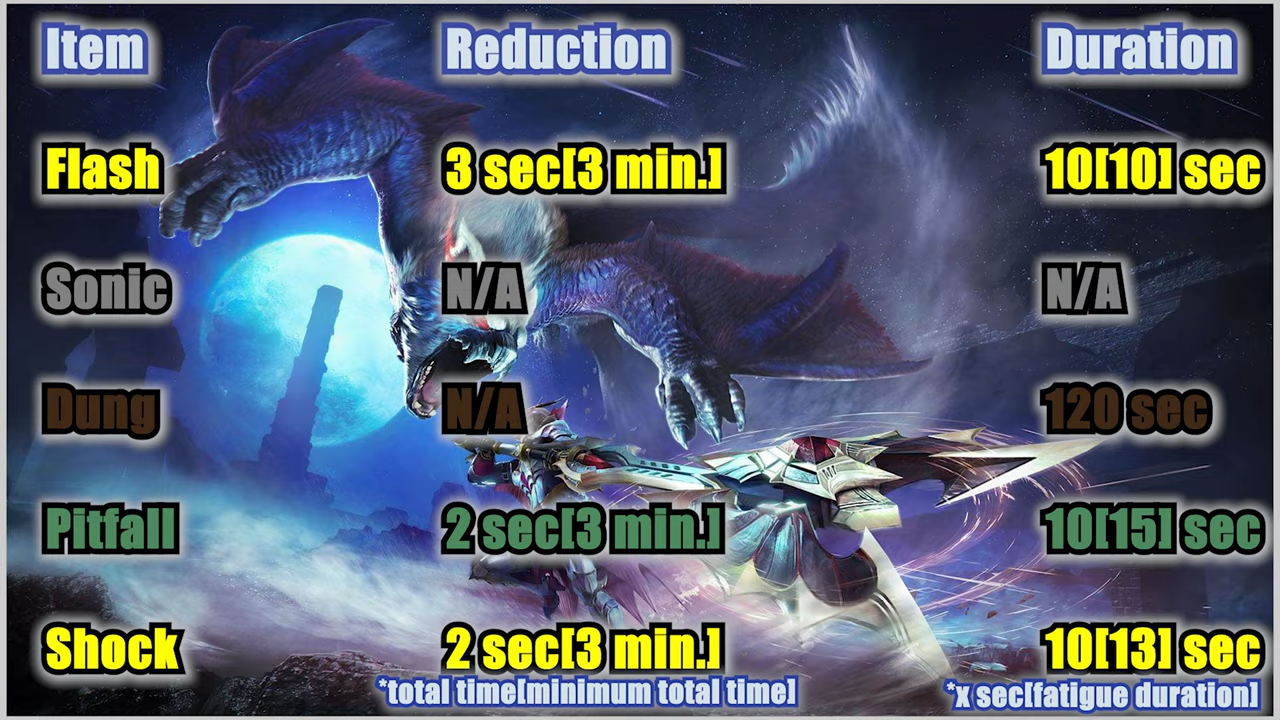 Item Reduction Duration
Flash 3 sec[3 min.] 10[10] sec
Sonic N/A N/A
Dung N/A 120 sec
Pitfall 2 sec[3 min.] 10[15] sec
Shock 2 sec[3 min.] 10[13] sec
*total time[minimum total time] *x sec[fatigue duration]